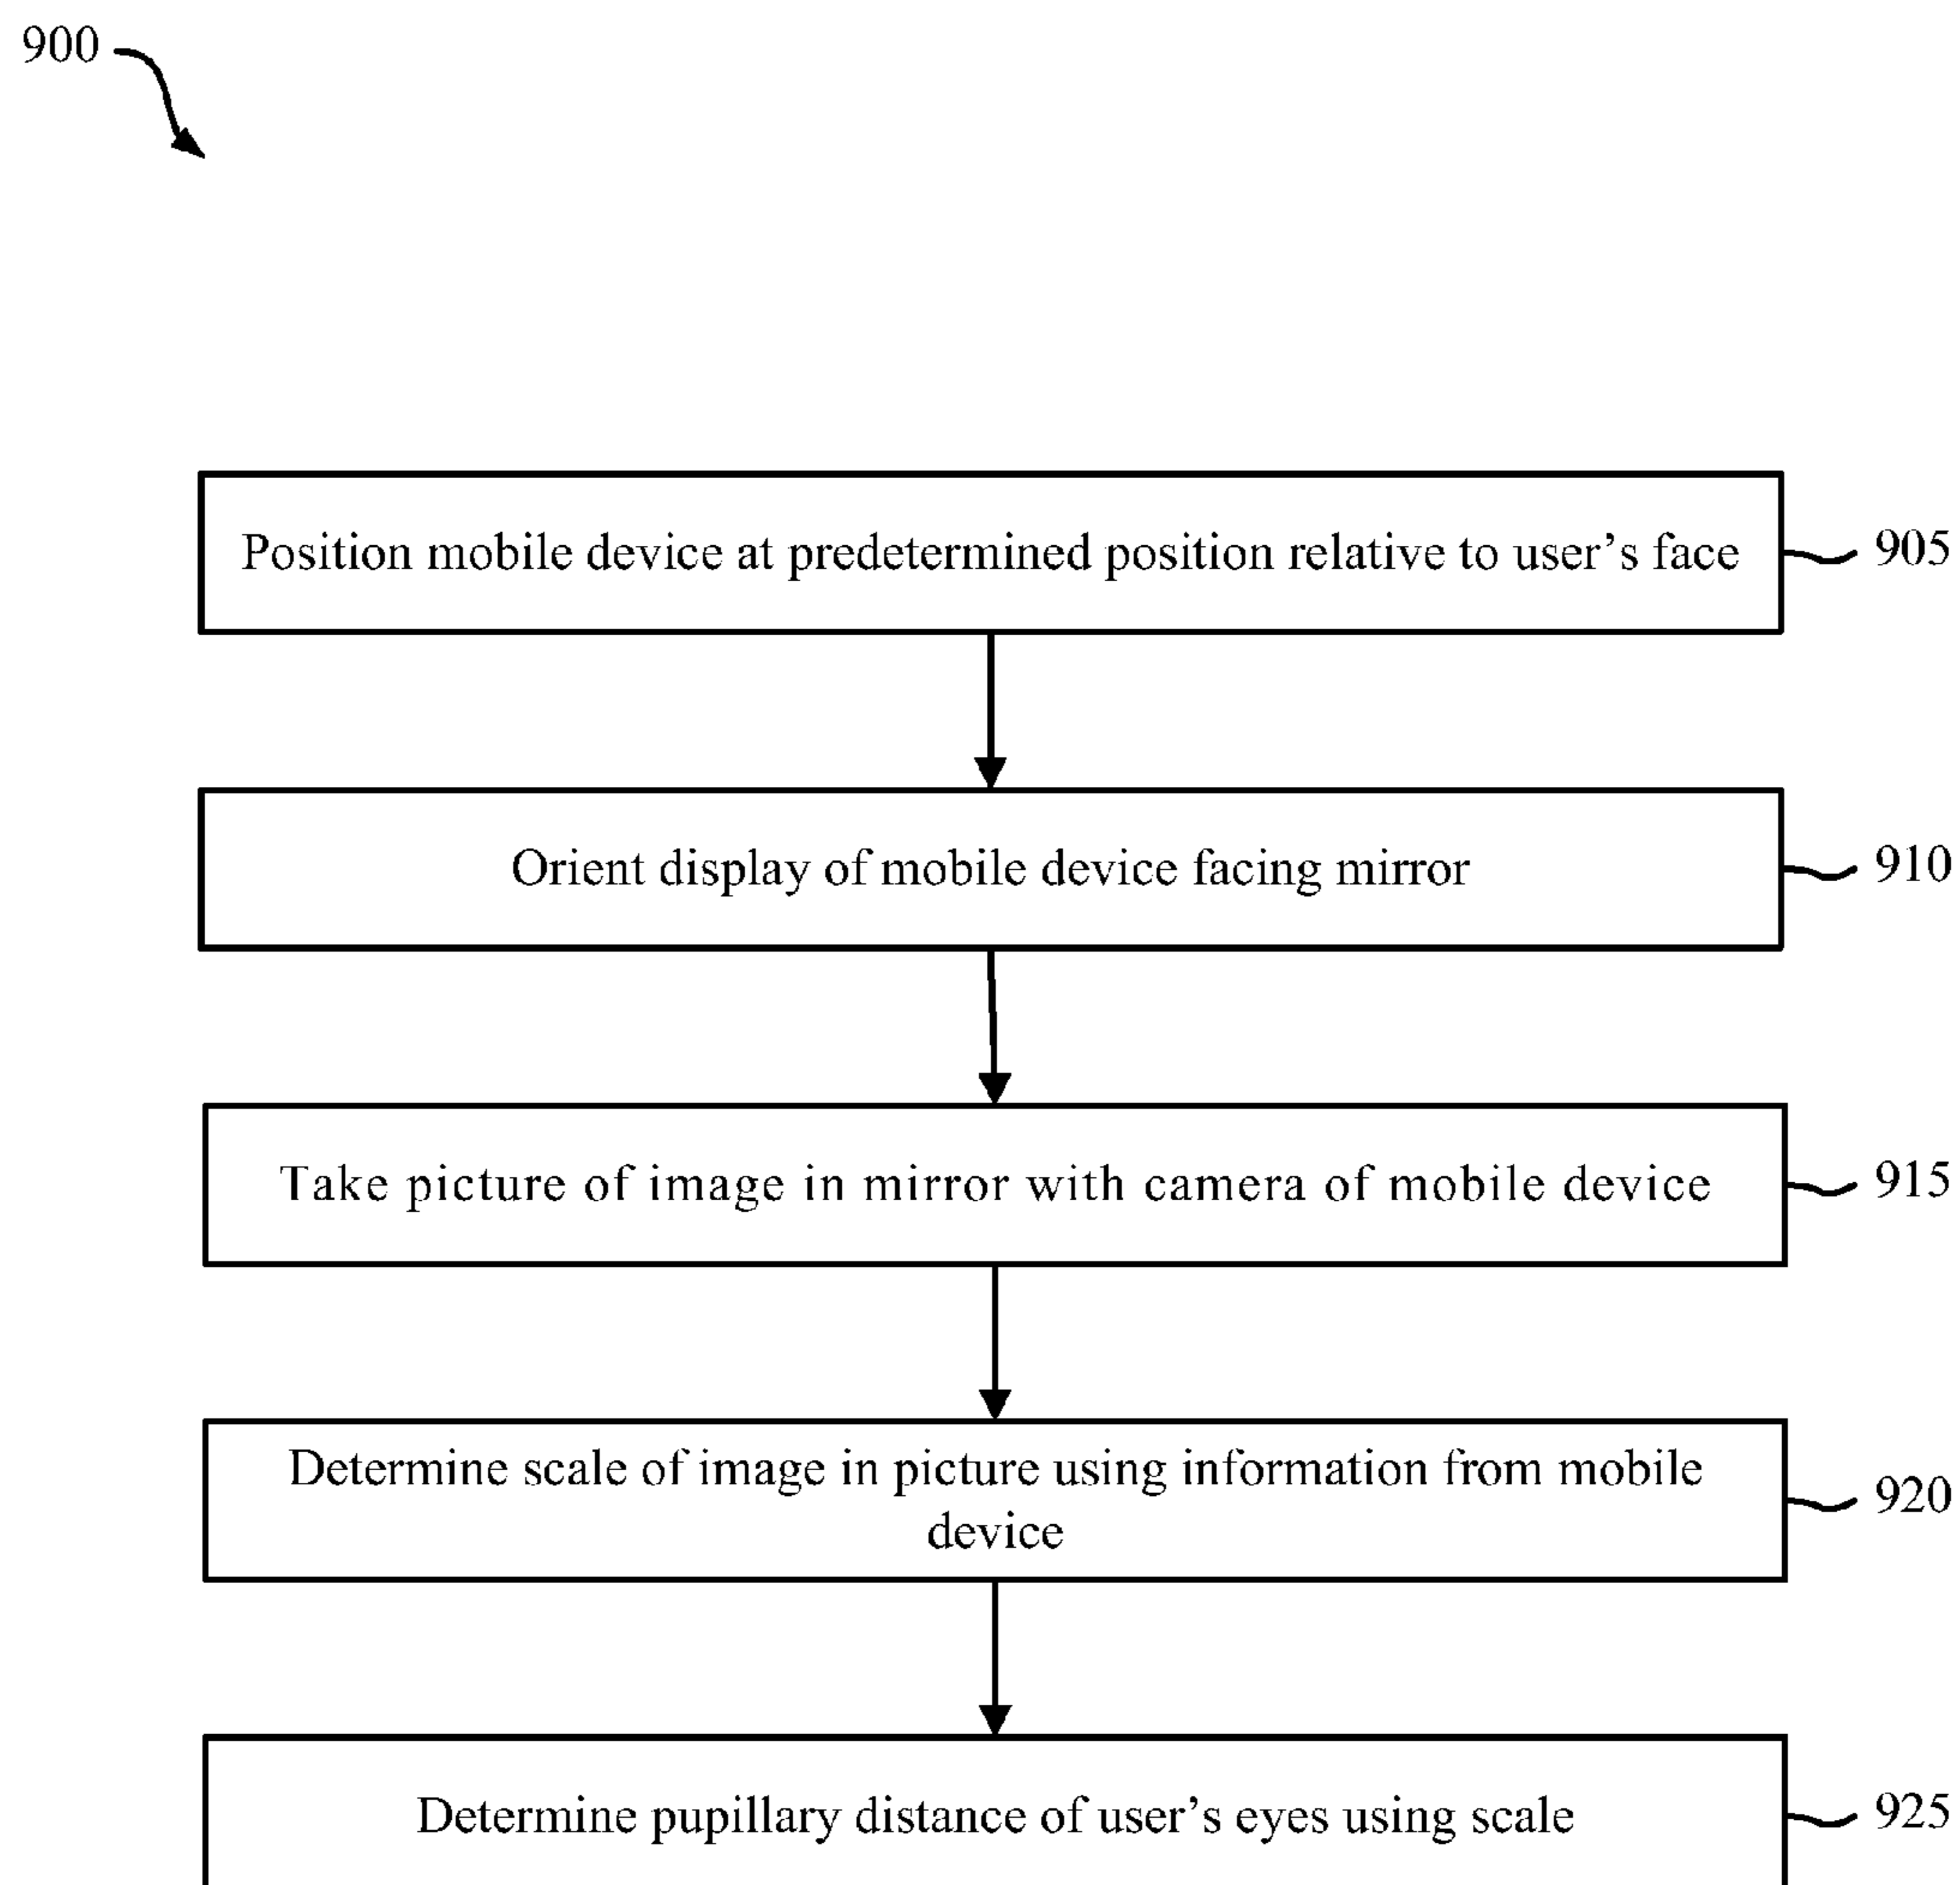 900
Position mobile device at predetermined position relative to user’s face
905
Orient display of mobile device facing mirror
910
Take picture of image in mirror with camera of mobile device
915
Determine scale of image in picture using information from mobile
device
920
Determine pupillary distance of user’s eyes using scale
925